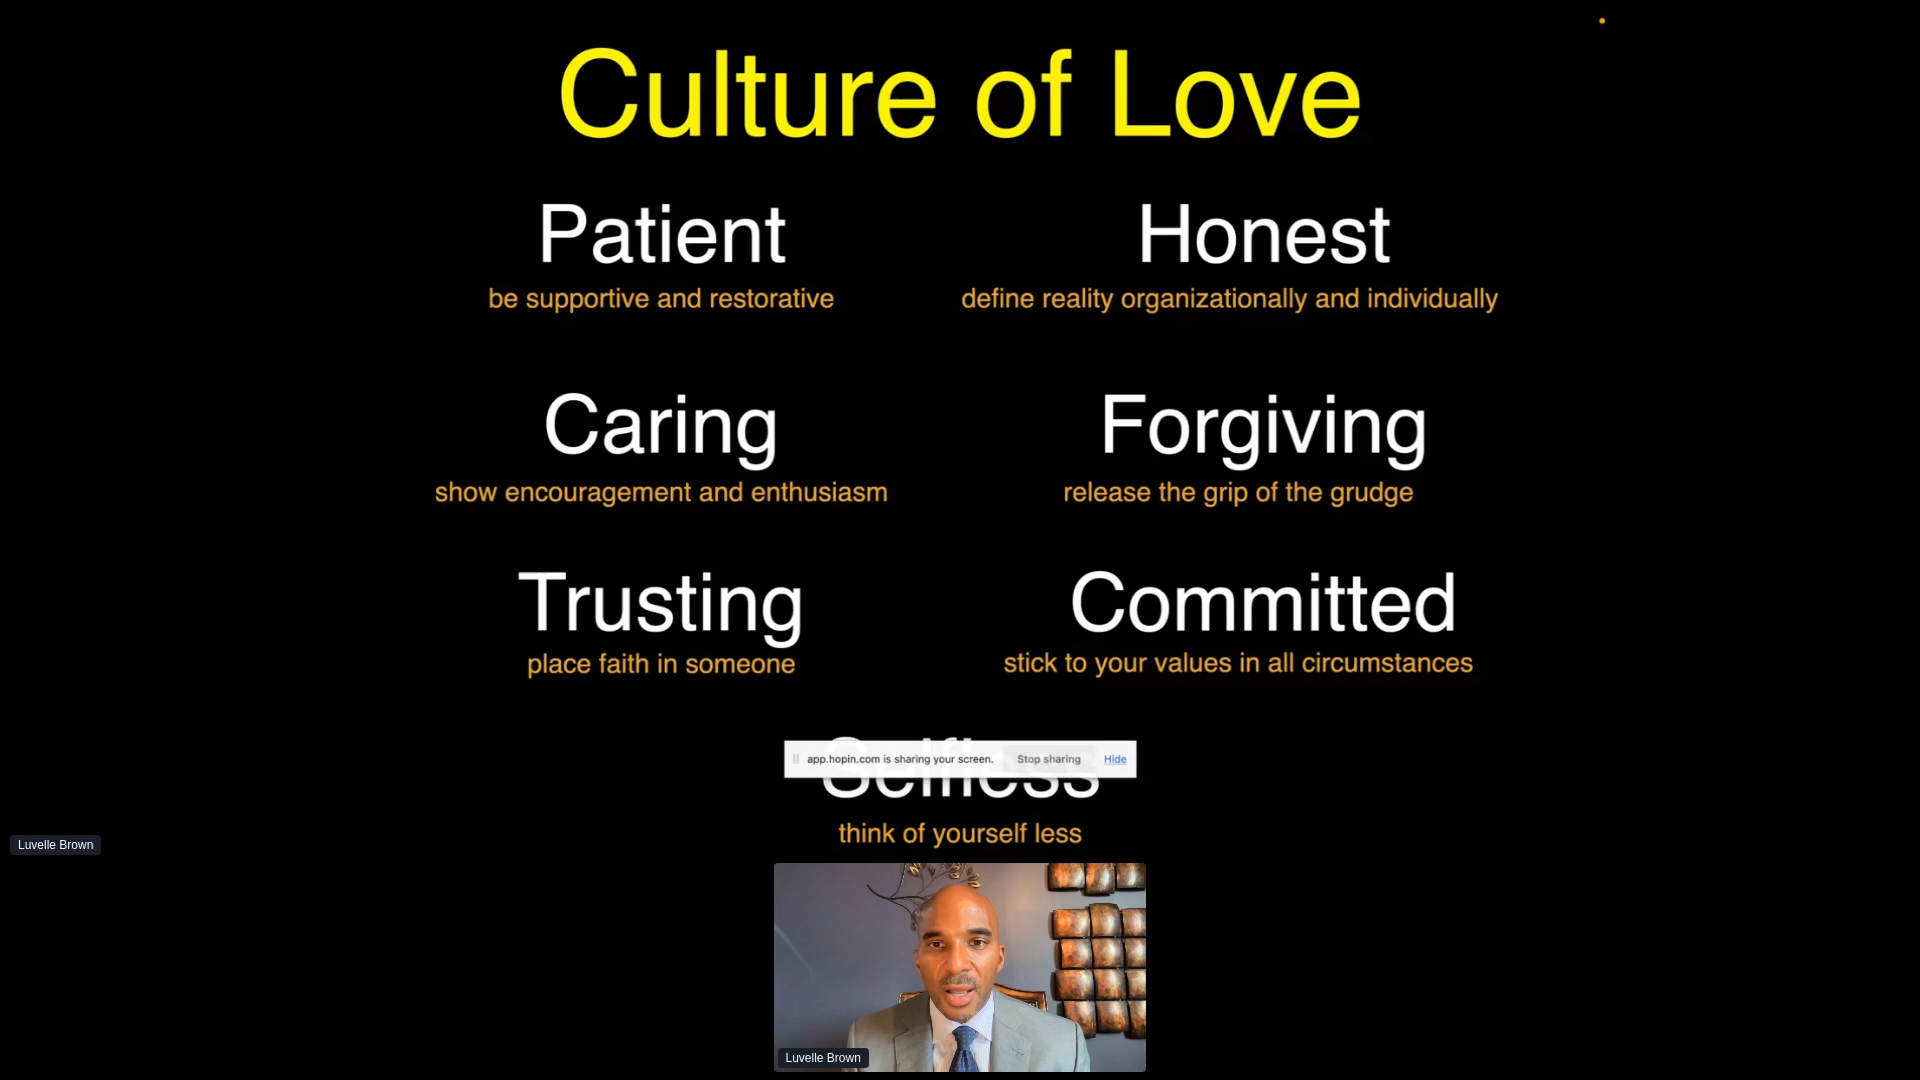 Culture of Love
Patient
be supportive and restorative
Honest
define reality organizationally and individually
Caring
show encouragement and enthusiasm
Forgiving
release the grip of the grudge
Trusting
place faith in someone
Committed
stick to your values in all circumstances
Selfless
app.hopin.com is sharing your screen. Stop sharing Hide
think of yourself less
Luvelle Brown
Luvelle Brown